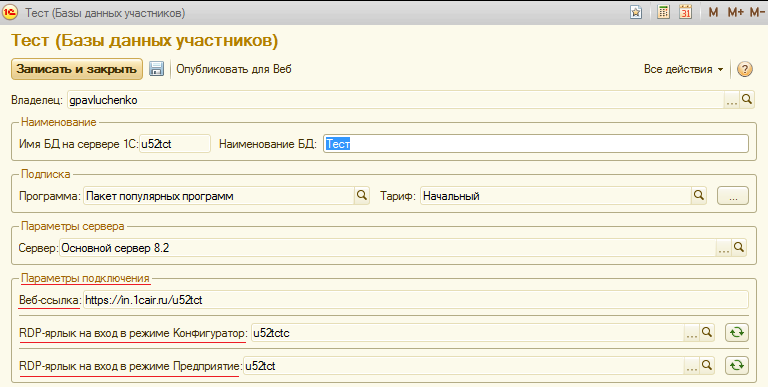 1С Тест (Базы данных участников) 31 M M+ M-
Тест (Базы данных участников)
Записать и закрыть Опубликовать для Веб Все действия ?
Владелец: gpavluchenko ...
Наименование
Имя БД на сервере 1С: u52tct Наименование БД: Тест
Подписка
Программа: Пакет популярных программ Тариф: Начальный ...
Параметры сервера
Сервер: Основной сервер 8.2 ...
Параметры подключения
Веб-ссылка: https://in.1cair.ru/u52tct
RDP-ярлык на вход в режиме Конфигуратор: u52tctc ...
RDP-ярлык на вход в режиме Предприятие: u52tct ...